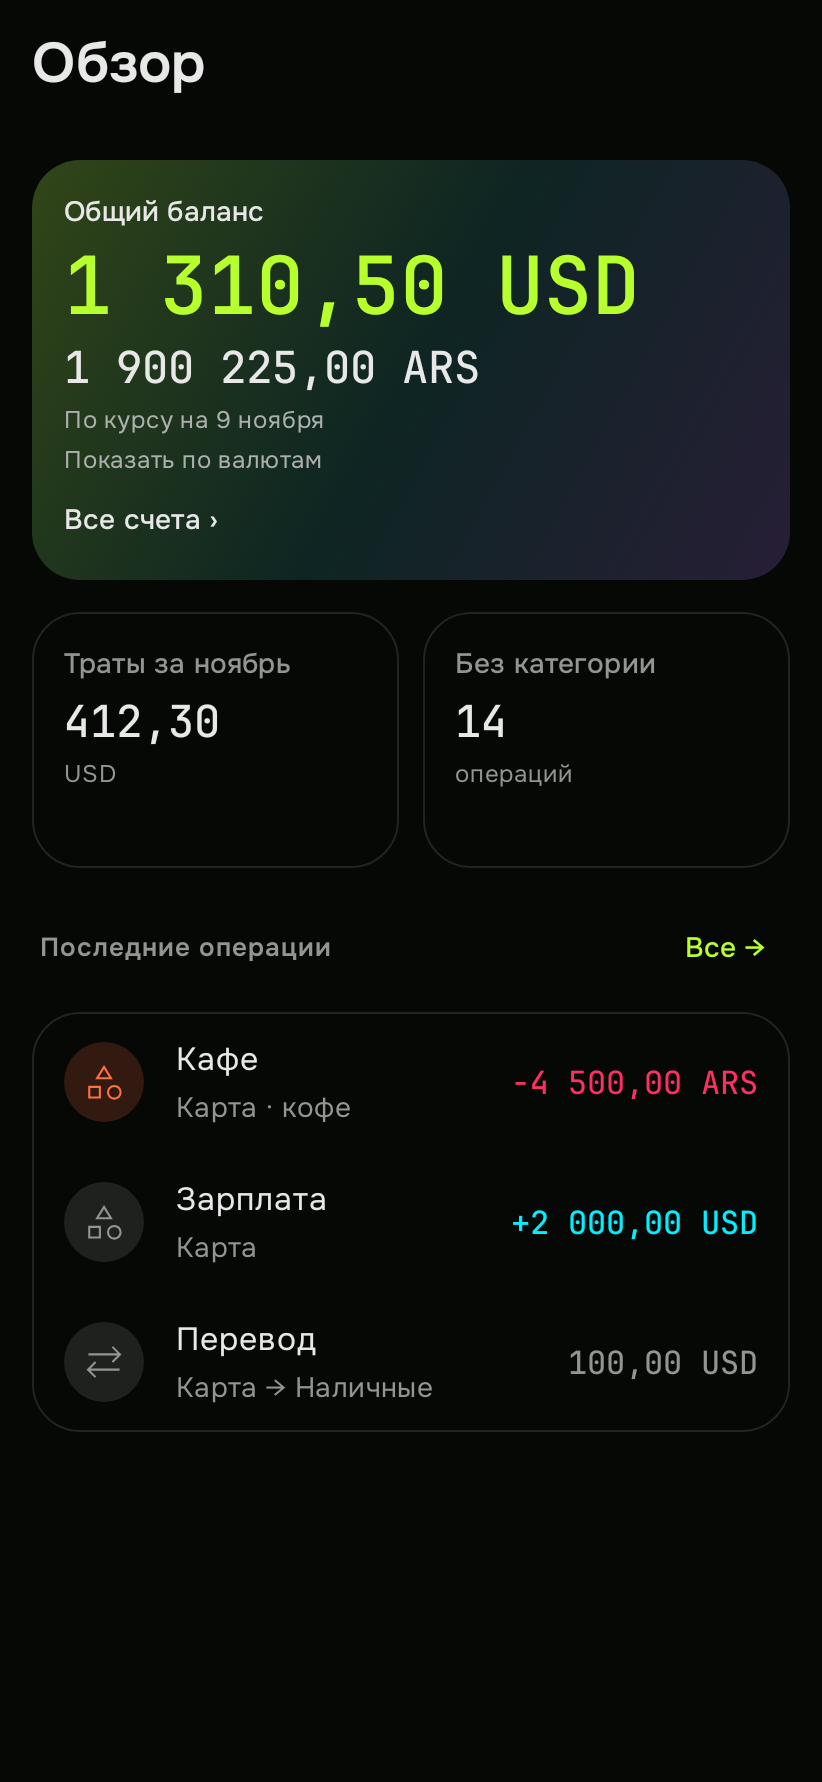 Обзор
Общий баланс
1 310,50 USD
1 900 225,00 ARS
По курсу на 9 ноября
Показать по валютам
Все счета ›
Траты за ноябрь
412,30
USD
Без категории
14
операций
Последние операции
Все →
Кафе
Карта · кофе
-4 500,00 ARS
Зарплата
Карта
+2 000,00 USD
Перевод
Карта → Наличные
100,00 USD